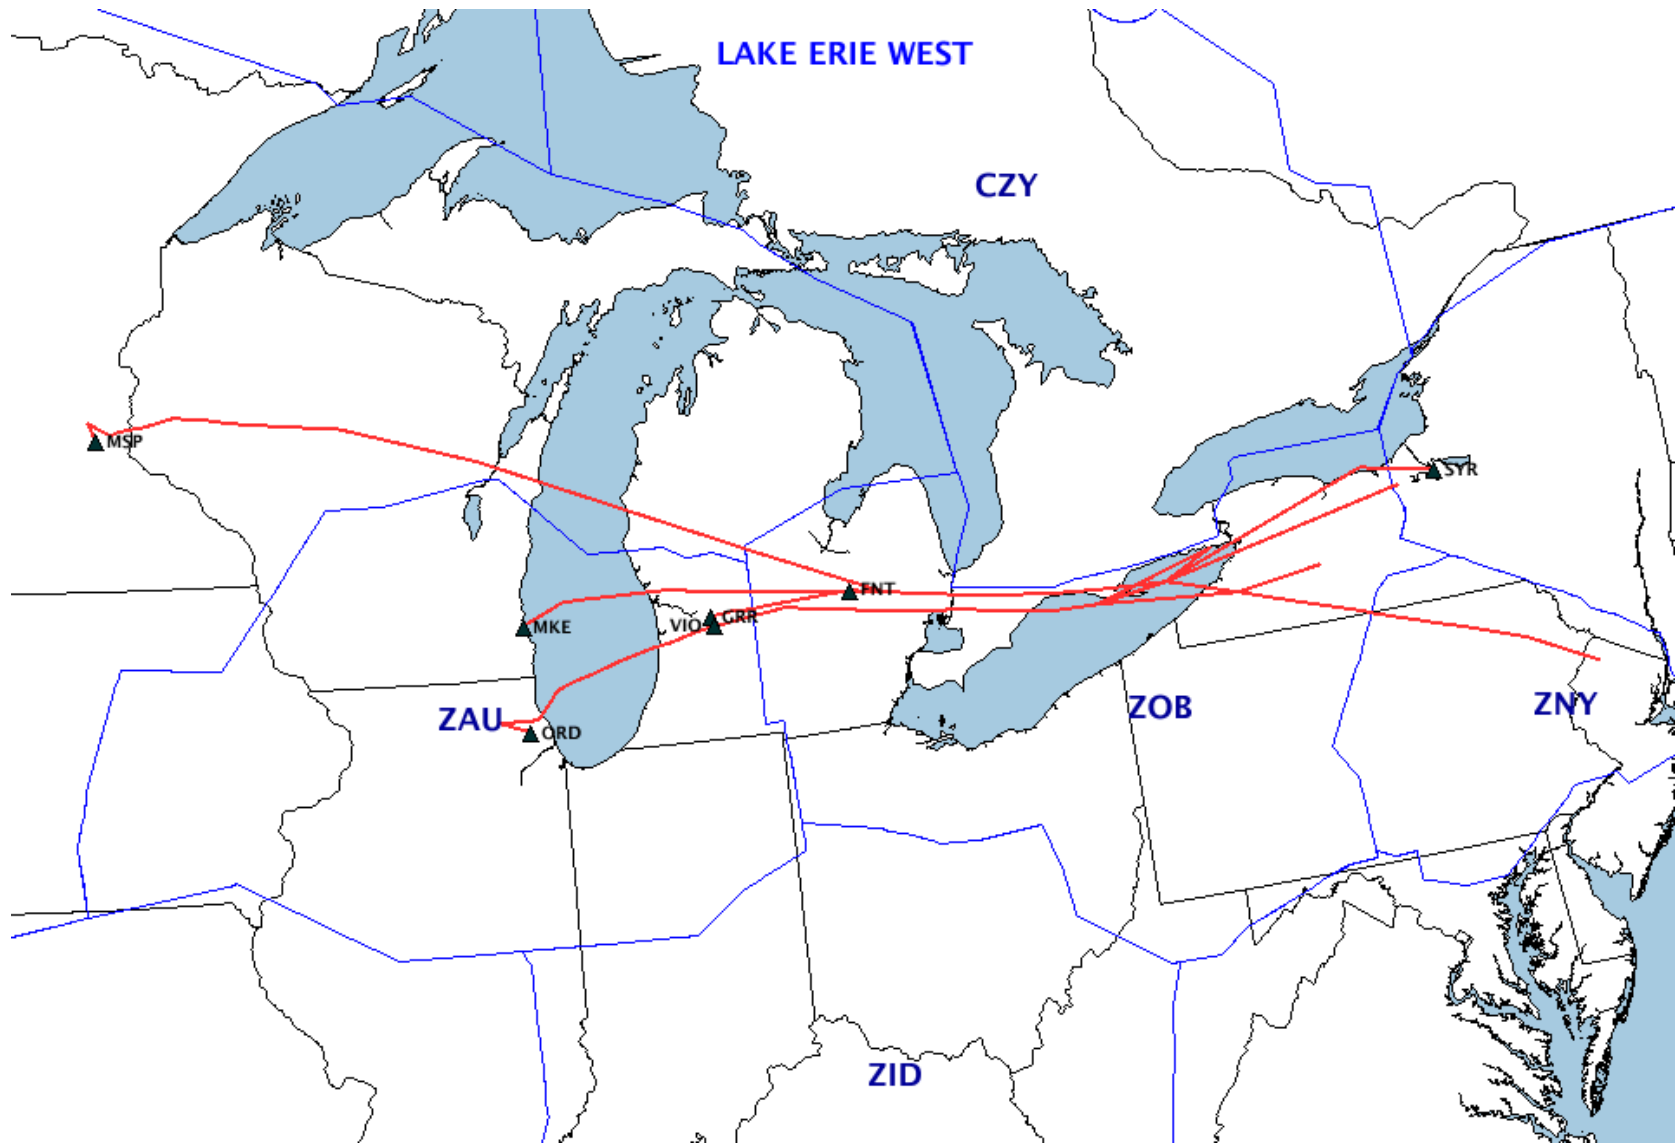 LAKE ERIE WEST
CZY
MSP
SYR
FNT
GRR
VIO
MKE
ZAU
ORD
ZOB
ZNY
ZID